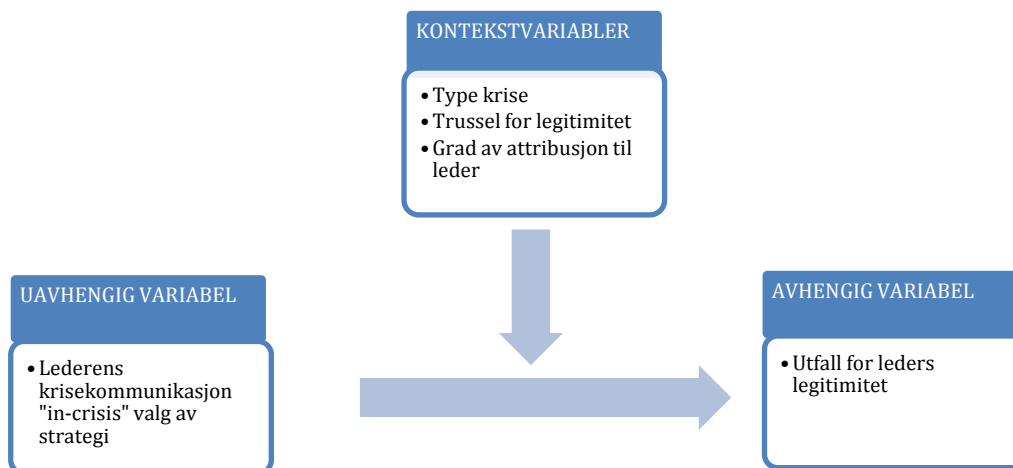 KONTEKSTVARIABLER
• Type krise
• Trussel for legitimitet
• Grad av attribusjon til
leder
UAVHENGIG VARIABEL
• Lederens
krisekommunikasjon
"in-crisis" valg av
strategi
AVHENGIG VARIABEL
• Utfall for leders
legitimitet